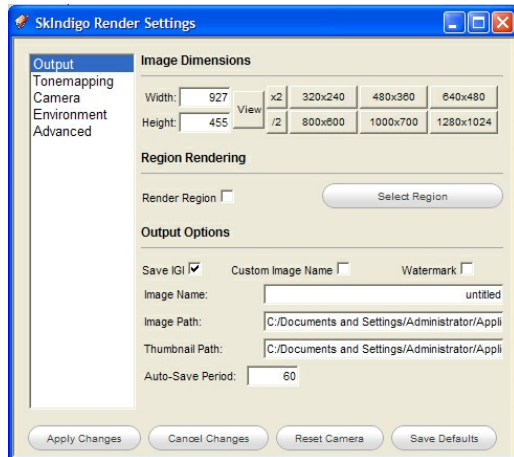 SkIndigo Render Settings
Output
Tonemapping
Camera
Environment
Advanced
Image Dimensions
Width: 927 View x2 320x240 480x360 640x480
Height: 455 /2 800x600 1000x700 1280x1024
Region Rendering
Render Region Select Region
Output Options
Save IGI Custom Image Name Watermark
Image Name: untitled
Image Path: C:/Documents and Settings/Administrator/Appli
Thumbnail Path: C:/Documents and Settings/Administrator/Appli
Auto-Save Period: 60
Apply Changes Cancel Changes Reset Camera Save Defaults